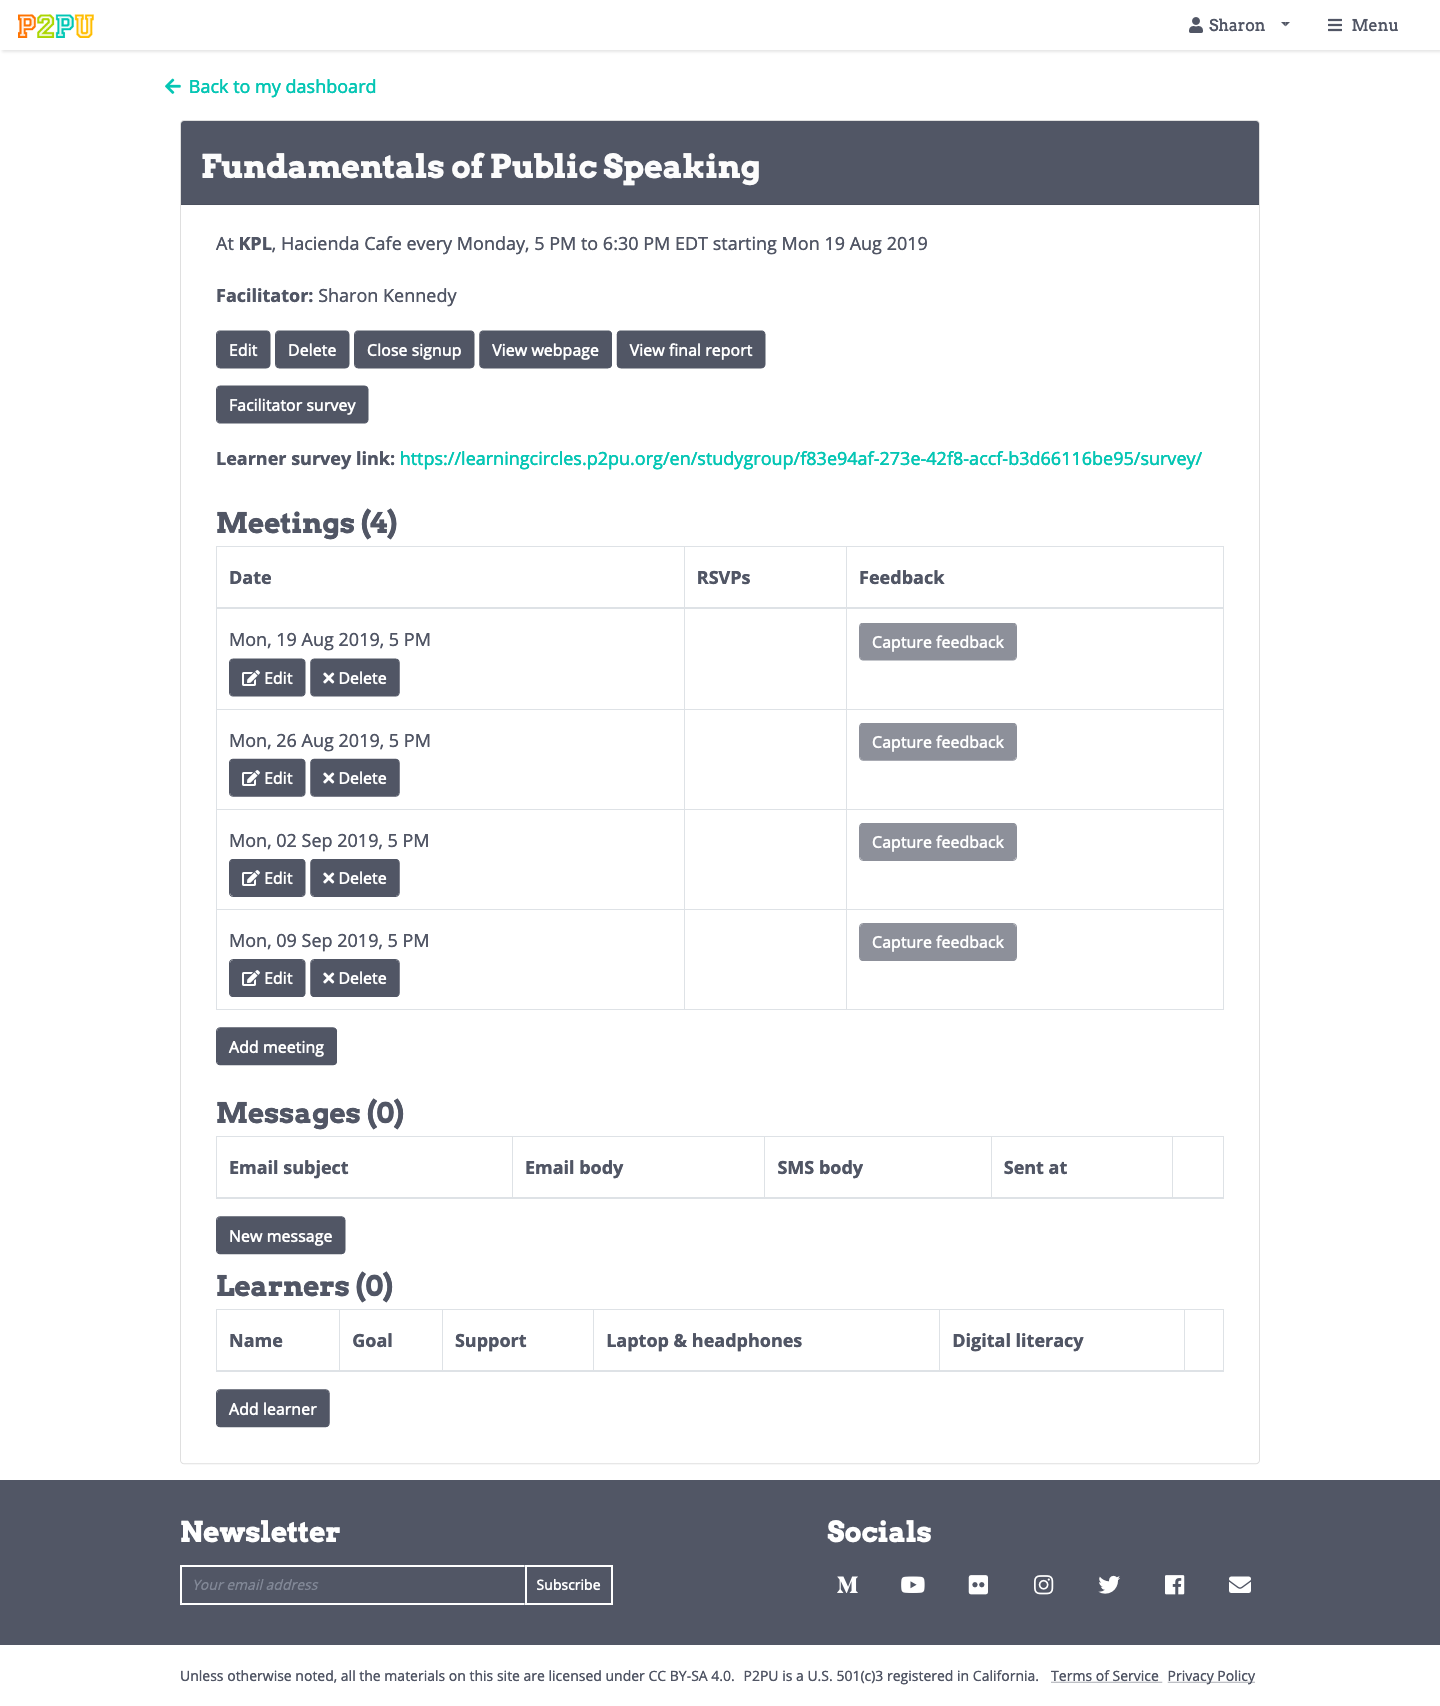 P2PU
Sharon
Menu
Back to my dashboard
Fundamentals of Public Speaking
At KPL, Hacienda Cafe every Monday, 5 PM to 6:30 PM EDT starting Mon 19 Aug 2019
Facilitator: Sharon Kennedy
Edit Delete Close signup View webpage View final report
Facilitator survey
Learner survey link: https://learningcircles.p2pu.org/en/studygroup/f83e94af-273e-42f8-accf-b3d66116be95/survey/
Meetings (4)
Date RSVPs Feedback
Mon, 19 Aug 2019, 5 PM
Capture feedback
Edit Delete
Mon, 26 Aug 2019, 5 PM
Capture feedback
Edit Delete
Mon, 02 Sep 2019, 5 PM
Capture feedback
Edit Delete
Mon, 09 Sep 2019, 5 PM
Capture feedback
Edit Delete
Add meeting
Messages (0)
Email subject Email body SMS body Sent at
New message
Learners (0)
Name Goal Support Laptop & headphones Digital literacy
Add learner
Newsletter
Socials
Your email address
Subscribe
Unless otherwise noted, all the materials on this site are licensed under CC BY-SA 4.0. P2PU is a U.S. 501(c)3 registered in California. Terms of Service Privacy Policy